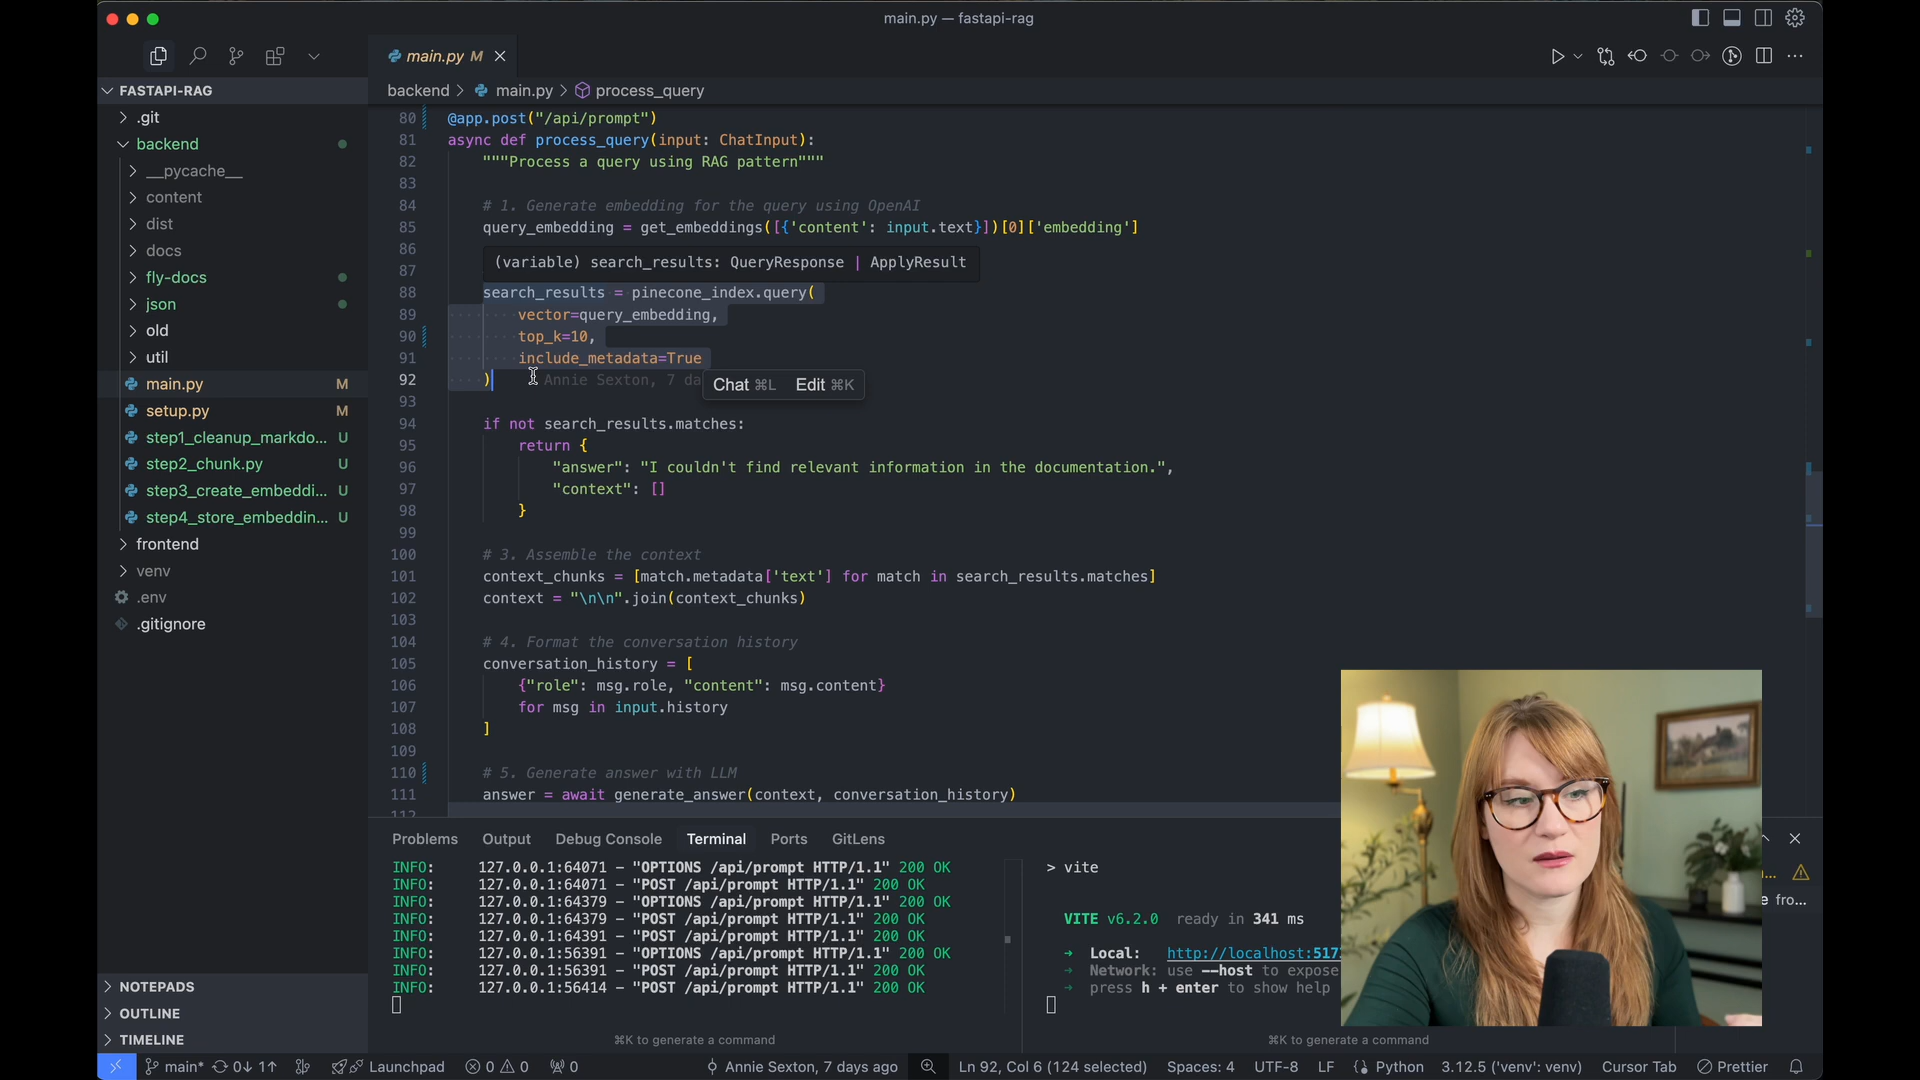 main.py — fastapi-rag
main.py M
FASTAPI-RAG
backend > main.py > process_query
.git
backend
__pycache__
content
dist
docs
fly-docs
json
old
util
main.py M
setup.py M
step1_cleanup_markdo... U
step2_chunk.py U
step3_create_embeddi... U
step4_store_embeddin... U
frontend
venv
.env
.gitignore
NOTEPADS
OUTLINE
TIMELINE
80 @app.post("/api/prompt")
81 async def process_query(input: ChatInput):
82 """Process a query using RAG pattern"""
83
84 # 1. Generate embedding for the query using OpenAI
85 query_embedding = get_embeddings([{'content': input.text}])[0]['embedding']
86
(variable) search_results: QueryResponse | ApplyResult
87
88 search_results = pinecone_index.query(
89 vector=query_embedding,
90 top_k=10,
91 include_metadata=True
92 ) Annie Sexton, 7 da
Chat ⌘L Edit ⌘K
93
94 if not search_results.matches:
95 return {
96 "answer": "I couldn't find relevant information in the documentation.",
97 "context": []
98 }
99
100 # 3. Assemble the context
101 context_chunks = [match.metadata['text'] for match in search_results.matches]
102 context = "\n\n".join(context_chunks)
103
104 # 4. Format the conversation history
105 conversation_history = [
106 {"role": msg.role, "content": msg.content}
107 for msg in input.history
108 ]
109
110 # 5. Generate answer with LLM
111 answer = await generate_answer(context, conversation_history)
112
Problems Output Debug Console Terminal Ports GitLens
INFO: 127.0.0.1:64071 – "OPTIONS /api/prompt HTTP/1.1" 200 OK
INFO: 127.0.0.1:64071 – "POST /api/prompt HTTP/1.1" 200 OK
INFO: 127.0.0.1:64379 – "OPTIONS /api/prompt HTTP/1.1" 200 OK
INFO: 127.0.0.1:64379 – "POST /api/prompt HTTP/1.1" 200 OK
INFO: 127.0.0.1:64391 – "POST /api/prompt HTTP/1.1" 200 OK
INFO: 127.0.0.1:56391 – "OPTIONS /api/prompt HTTP/1.1" 200 OK
INFO: 127.0.0.1:56391 – "POST /api/prompt HTTP/1.1" 200 OK
INFO: 127.0.0.1:56414 – "POST /api/prompt HTTP/1.1" 200 OK
⌘K to generate a command
> vite
VITE v6.2.0 ready in 341 ms
➜ Local: http://localhost:517
➜ Network: use --host to expose
➜ press h + enter to show help
⌘K to generate a command
...
e fro...
main* 0↓ 1↑ Launchpad 0 0 0 Annie Sexton, 7 days ago Ln 92, Col 6 (124 selected) Spaces: 4 UTF-8 LF Python 3.12.5 ('venv': venv) Cursor Tab Prettier